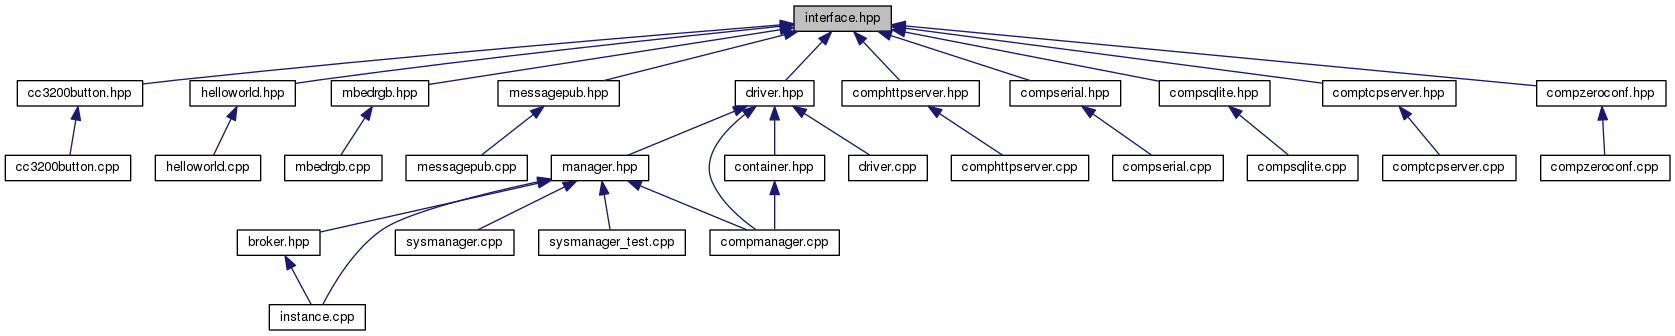 interface.hpp
cc3200button.hpp
helloworld.hpp
mbedrgb.hpp
messagepub.hpp
driver.hpp
comphttpserver.hpp
compserial.hpp
compsqlite.hpp
comptcpserver.hpp
compzeroconf.hpp
cc3200button.cpp
helloworld.cpp
mbedrgb.cpp
messagepub.cpp
manager.hpp
container.hpp
driver.cpp
comphttpserver.cpp
compserial.cpp
compsqlite.cpp
comptcpserver.cpp
compzeroconf.cpp
broker.hpp
sysmanager.cpp
sysmanager_test.cpp
compmanager.cpp
instance.cpp